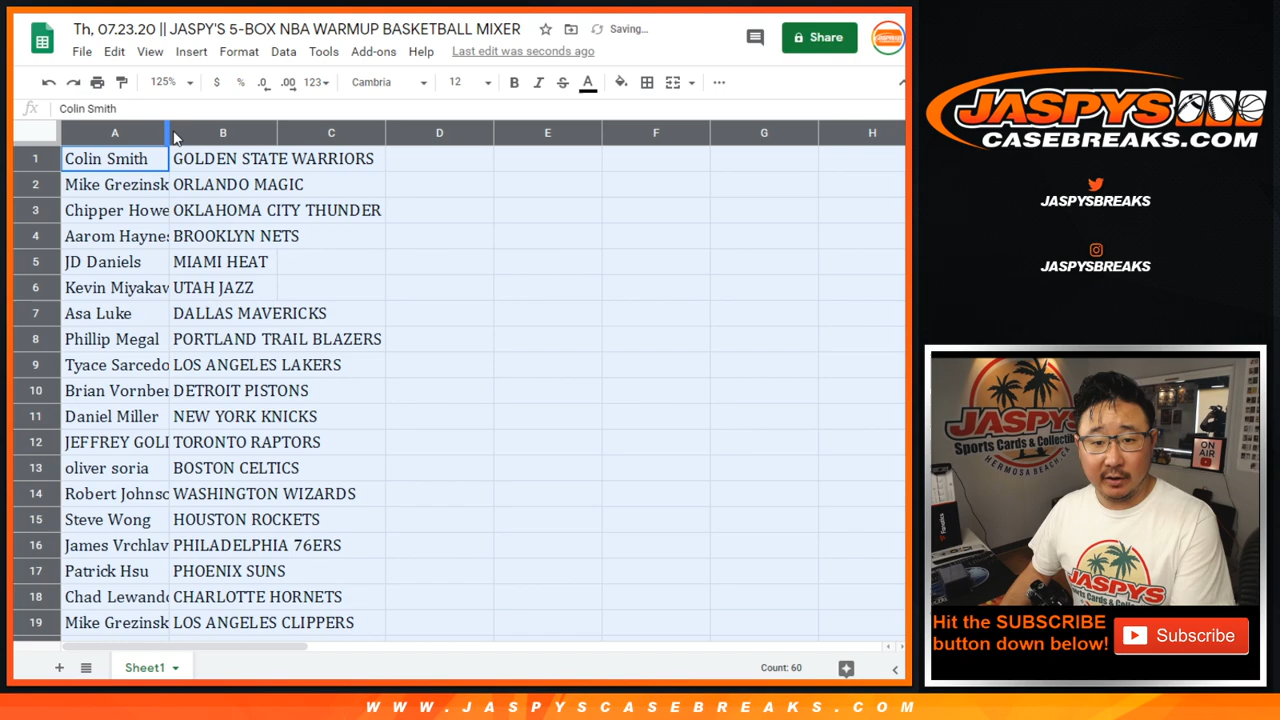 Th, 07.23.20 || JASPY'S 5-BOX NBA WARMUP BASKETBALL MIXER
Saving...
Share
File Edit View Insert Format Data Tools Add-ons Help Last edit was seconds ago
125% $ % .0 .00 123 Cambria 12 B I S A
fx Colin Smith
A B C D E F G H
1 Colin Smith GOLDEN STATE WARRIORS
2 Mike Grezinsk ORLANDO MAGIC
3 Chipper Howe OKLAHOMA CITY THUNDER
4 Aarom Haynes BROOKLYN NETS
5 JD Daniels MIAMI HEAT
6 Kevin Miyakaw UTAH JAZZ
7 Asa Luke DALLAS MAVERICKS
8 Phillip Megal PORTLAND TRAIL BLAZERS
9 Tyace Sarcedo LOS ANGELES LAKERS
10 Brian Vornber DETROIT PISTONS
11 Daniel Miller NEW YORK KNICKS
12 JEFFREY GOLI TORONTO RAPTORS
13 oliver soria BOSTON CELTICS
14 Robert Johnso WASHINGTON WIZARDS
15 Steve Wong HOUSTON ROCKETS
16 James Vrchlav PHILADELPHIA 76ERS
17 Patrick Hsu PHOENIX SUNS
18 Chad Lewando CHARLOTTE HORNETS
19 Mike Grezinsk LOS ANGELES CLIPPERS
Sheet1
Count: 60
JASPYS
CASEBREAKS.COM
JASPYSBREAKS
JASPYSBREAKS
JASPYS
Sports Cards & Collectib
HERMOSA BEACH, CA
ON AIR
Fanatics
JASPYS
Hit the SUBSCRIBE
button down below!
Subscribe
WWW.JASPYSCASEBREAKS.COM